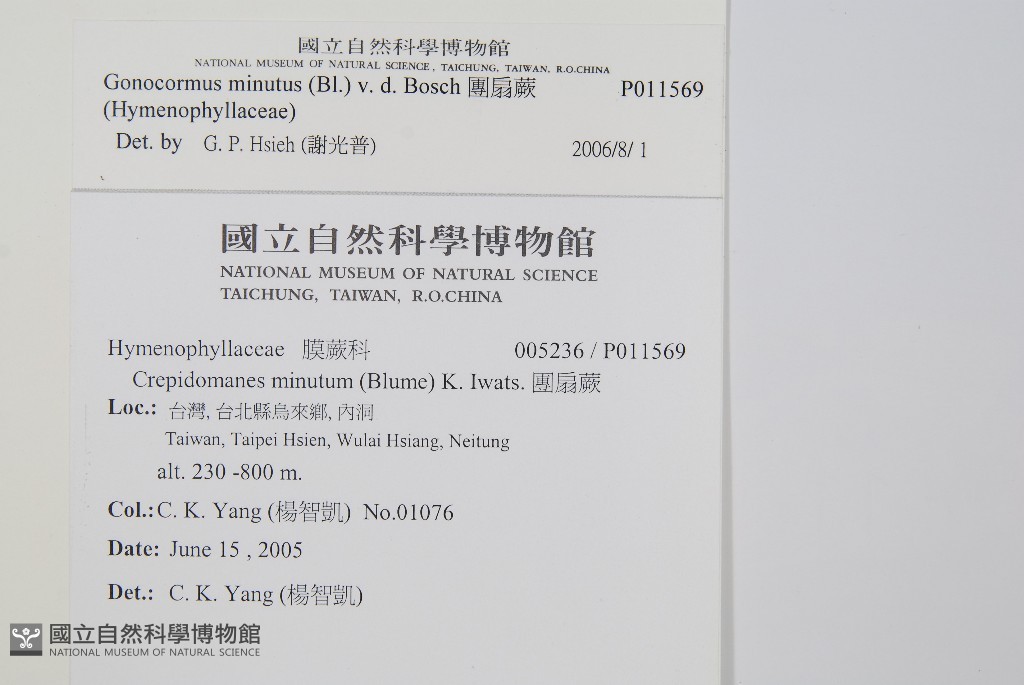 國立自然科學博物館
NATIONAL MUSEUM OF NATURAL SCIENCE, TAICHUNG, TAIWAN, R.O.CHINA
Gonocormus minutus (Bl.) v. d. Bosch 團扇蕨 P011569
(Hymenophyllaceae)
Det. by G. P. Hsieh (謝光普) 2006/8/ 1
國立自然科學博物館
NATIONAL MUSEUM OF NATURAL SCIENCE
TAICHUNG, TAIWAN, R.O.CHINA
Hymenophyllaceae 膜蕨科 005236 / P011569
Crepidomanes minutum (Blume) K. Iwats. 團扇蕨
Loc.: 台灣, 台北縣烏來鄉, 內洞
Taiwan, Taipei Hsien, Wulai Hsiang, Neitung
alt. 230 -800 m.
Col.: C. K. Yang (楊智凱) No.01076
Date: June 15 , 2005
Det.: C. K. Yang (楊智凱)
國立自然科學博物館
NATIONAL MUSEUM OF NATURAL SCIENCE